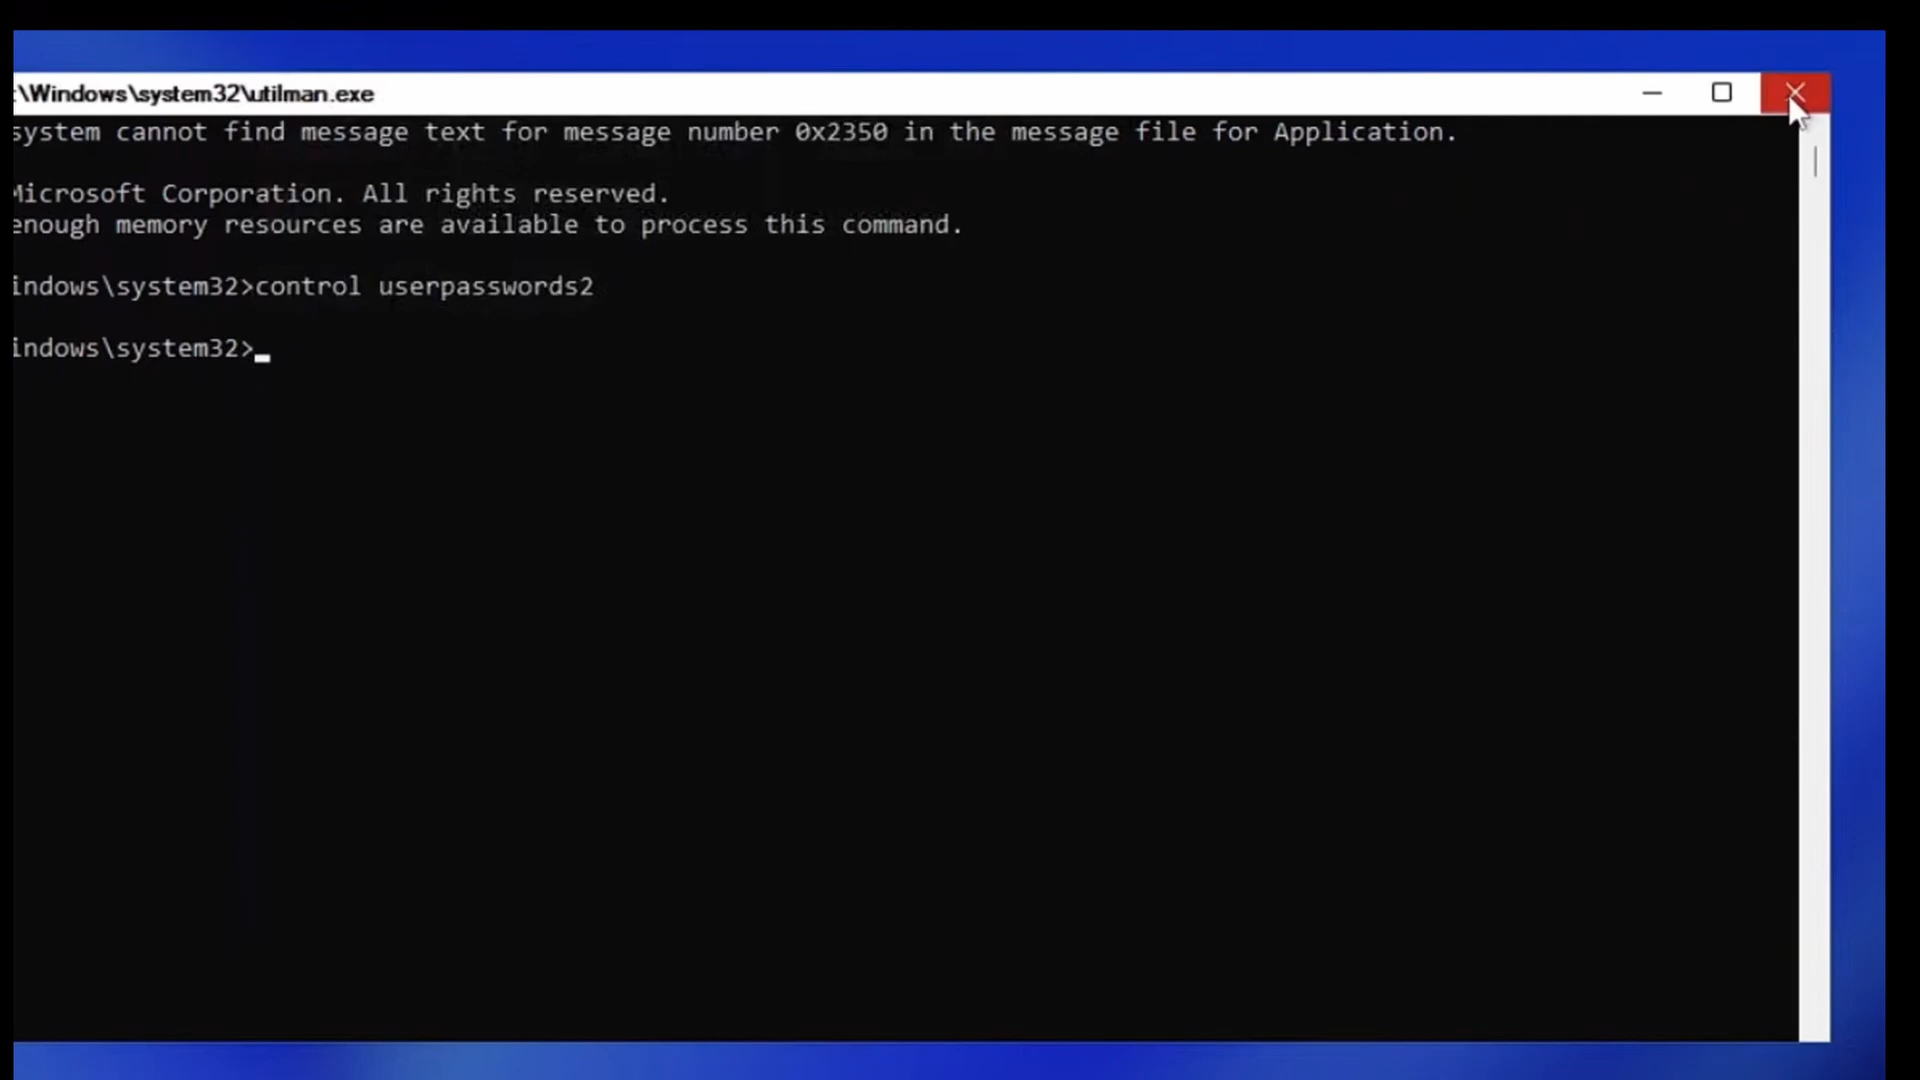 :\Windows\system32\utilman.exe
system cannot find message text for message number 0x2350 in the message file for Application.
Microsoft Corporation. All rights reserved.
enough memory resources are available to process this command.
indows\system32>control userpasswords2
indows\system32>